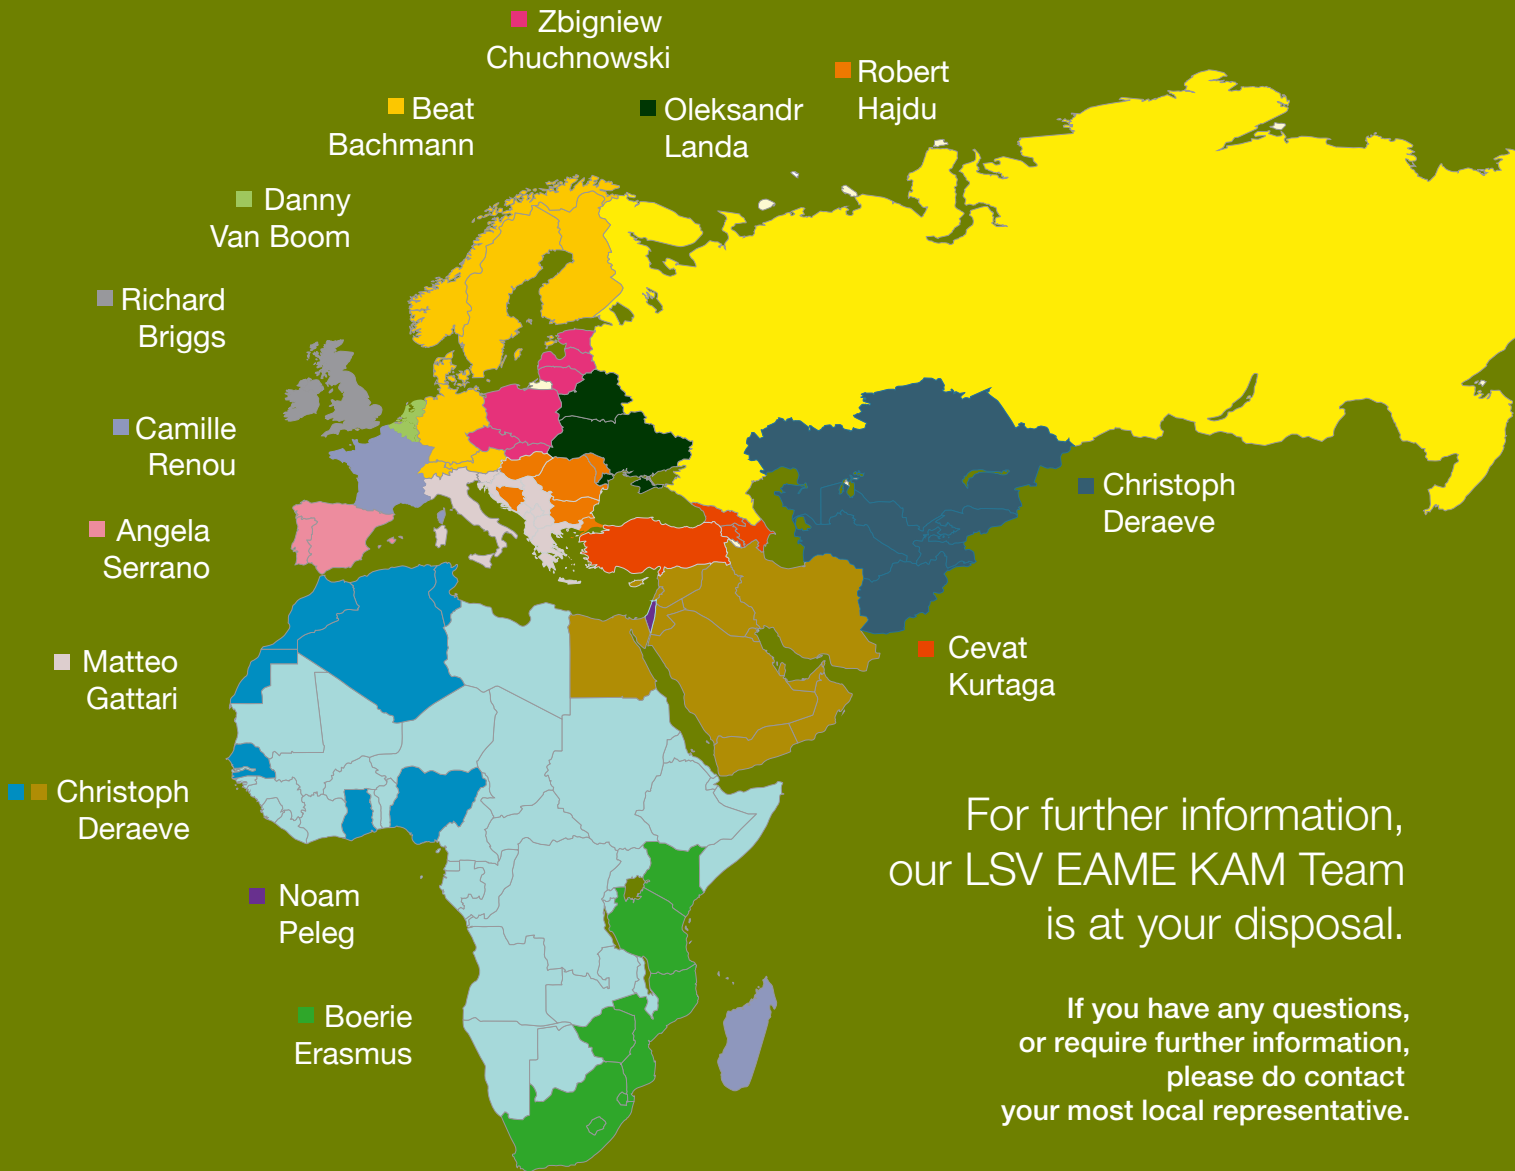 Zbigniew
Chuchnowski
Robert
Hajdu
Beat
Bachmann
Oleksandr
Landa
Danny
Van Boom
Richard
Briggs
Camille
Renou
Christoph
Deraeve
Angela
Serrano
Cevat
Kurtaga
Matteo
Gattari
Christoph
Deraeve
Noam
Peleg
Boerie
Erasmus
For further information,
our LSV EAME KAM Team
is at your disposal.
If you have any questions,
or require further information,
please do contact
your most local representative.